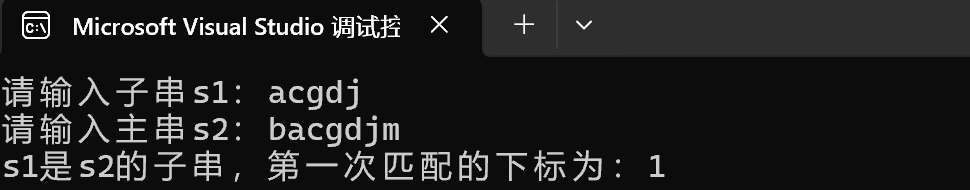 Microsoft Visual Studio 调试控
请输入子串s1: acgdj
请输入主串s2: bacgdjm
s1是s2的子串, 第一次匹配的下标为: 1